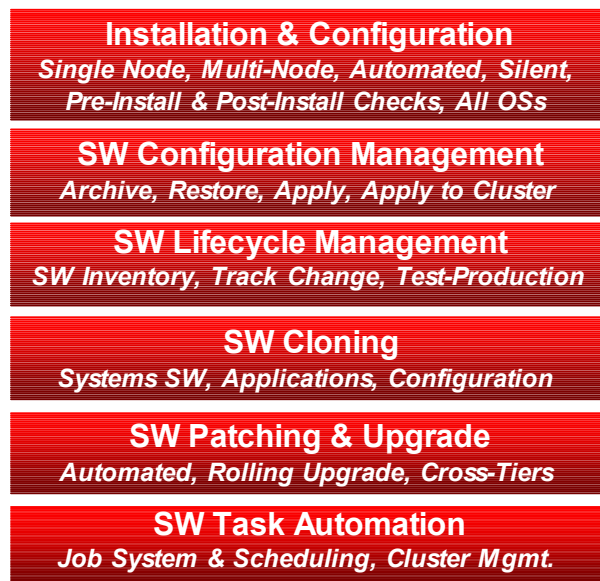 Installation & Configuration
Single Node, Multi-Node, Automated, Silent,
Pre-Install & Post-Install Checks, All OSs
SW Configuration Management
Archive, Restore, Apply, Apply to Cluster
SW Lifecycle Management
SW Inventory, Track Change, Test-Production
SW Cloning
Systems SW, Applications, Configuration
SW Patching & Upgrade
Automated, Rolling Upgrade, Cross-Tiers
SW Task Automation
Job System & Scheduling, Cluster Mgmt.